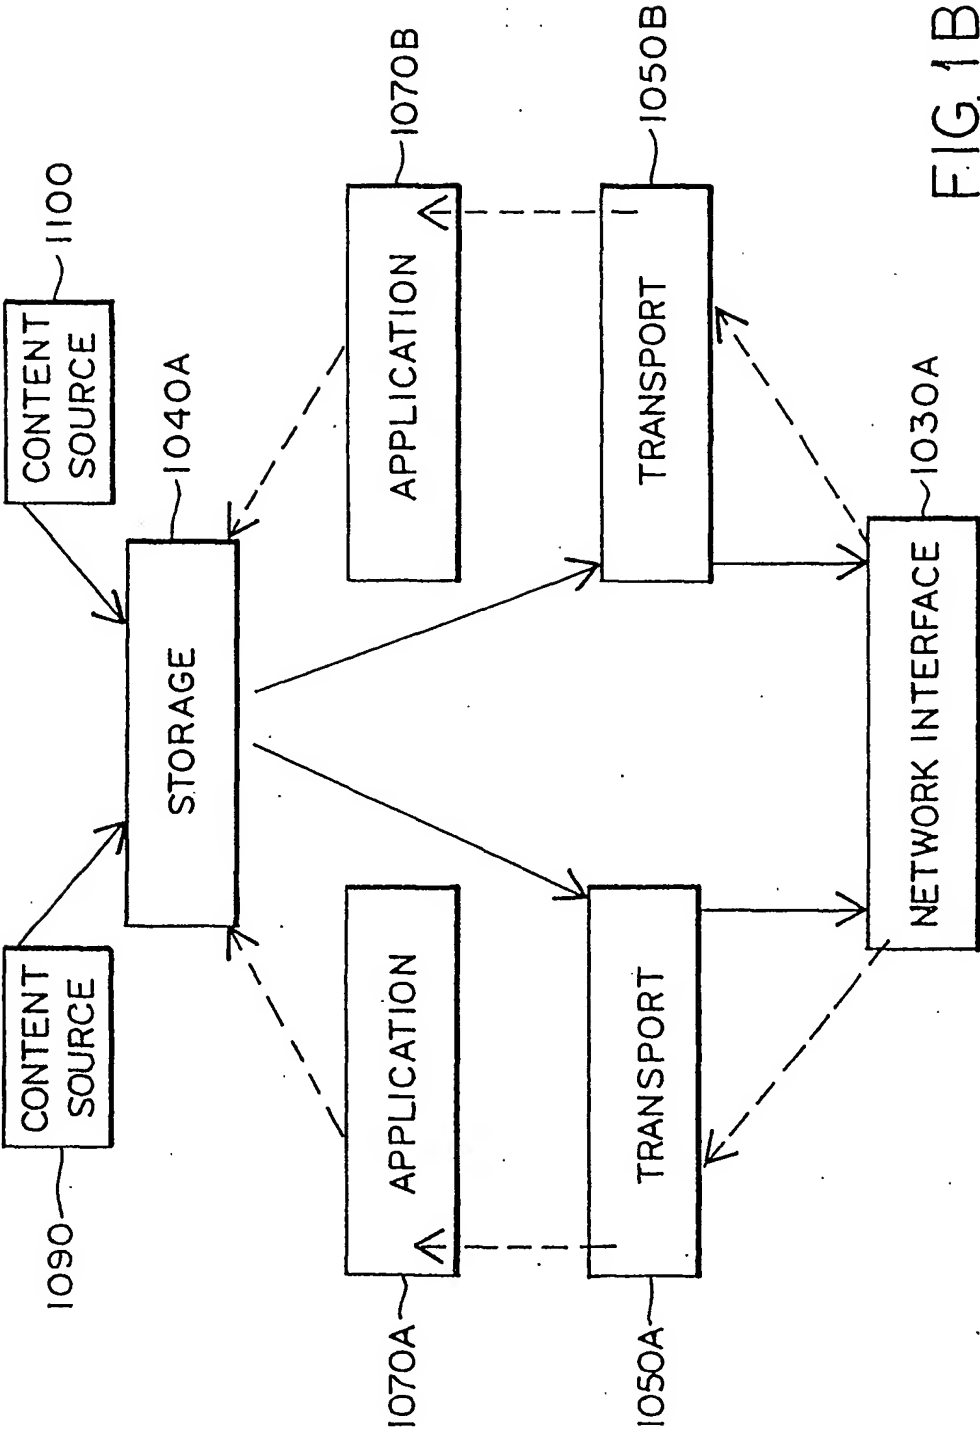 1090
CONTENT
SOURCE
CONTENT
SOURCE
1100
STORAGE
1040A
1070A
APPLICATION
APPLICATION
1070B
1050A
TRANSPORT
TRANSPORT
1050B
NETWORK INTERFACE
1030A
FIG. 1B